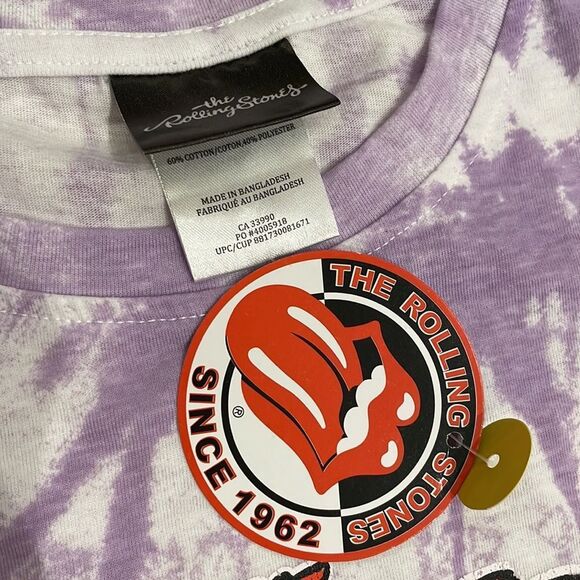 the
Rolling Stones
60% COTTON/COTON,40% POLYESTER
MADE IN BANGLADESH
FABRIQUÉ AU BANGLADESH
CA 33990
PO #4005918
UPC/CUP 881730081671
THE ROLLING STONES
SINCE 1962
®